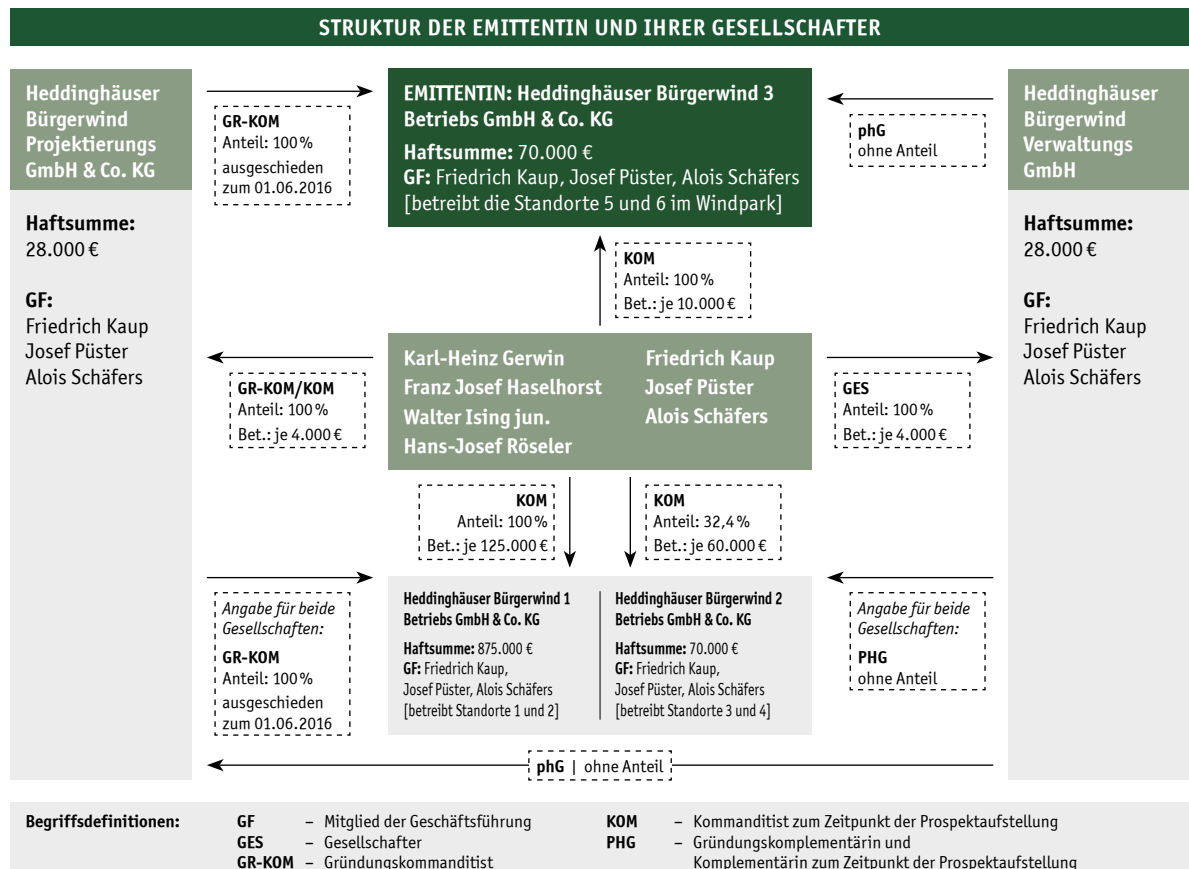 STRUKTUR DER EMITTENTIN UND IHRER GESELLSCHAFTER
Heddinghäuser
Bürgerwind
Projektierungs
GmbH & Co. KG
Haftsumme:
28.000 €
GF:
Friedrich Kaup
Josef Püster
Alois Schäfers
GR-KOM
Anteil: 100 %
ausgeschieden
zum 01.06.2016
EMITTENTIN: Heddinghäuser Bürgerwind 3
Betriebs GmbH & Co. KG
Haftsumme: 70.000 €
GF: Friedrich Kaup, Josef Püster, Alois Schäfers
[betreibt die Standorte 5 und 6 im Windpark]
phG
ohne Anteil
Heddinghäuser
Bürgerwind
Verwaltungs
GmbH
Haftsumme:
28.000 €
GF:
Friedrich Kaup
Josef Püster
Alois Schäfers
KOM
Anteil: 100 %
Bet.: je 10.000 €
GR-KOM/KOM
Anteil: 100 %
Bet.: je 4.000 €
Karl-Heinz Gerwin
Franz Josef Haselhorst
Walter Ising jun.
Hans-Josef Röseler
Friedrich Kaup
Josef Püster
Alois Schäfers
GES
Anteil: 100 %
Bet.: je 4.000 €
KOM
Anteil: 100 %
Bet.: je 125.000 €
KOM
Anteil: 32,4 %
Bet.: je 60.000 €
Angabe für beide
Gesellschaften:
GR-KOM
Anteil: 100 %
ausgeschieden
zum 01.06.2016
Heddinghäuser Bürgerwind 1
Betriebs GmbH & Co. KG
Haftsumme: 875.000 €
GF: Friedrich Kaup,
Josef Püster, Alois Schäfers
[betreibt Standorte 1 und 2]
Heddinghäuser Bürgerwind 2
Betriebs GmbH & Co. KG
Haftsumme: 70.000 €
GF: Friedrich Kaup,
Josef Püster, Alois Schäfers
[betreibt Standorte 3 und 4]
Angabe für beide
Gesellschaften:
PHG
ohne Anteil
phG | ohne Anteil
Begriffsdefinitionen:
GF – Mitglied der Geschäftsführung
GES – Gesellschafter
GR-KOM – Gründungskommanditist
KOM – Kommanditist zum Zeitpunkt der Prospektaufstellung
PHG – Gründungskomplementärin und
Komplementärin zum Zeitpunkt der Prospektaufstellung